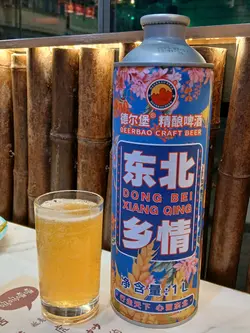 德尔堡 精酿啤酒
DEERBAO CRAFT BEER
东北
DONG BEI
XIANG QING
乡情
净含量:1L